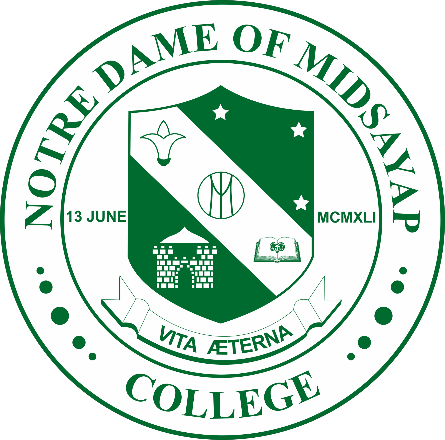 NOTRE DAME OF MIDSAYAP
13 JUNE
MCMXLI
VITA ÆTERNA
COLLEGE